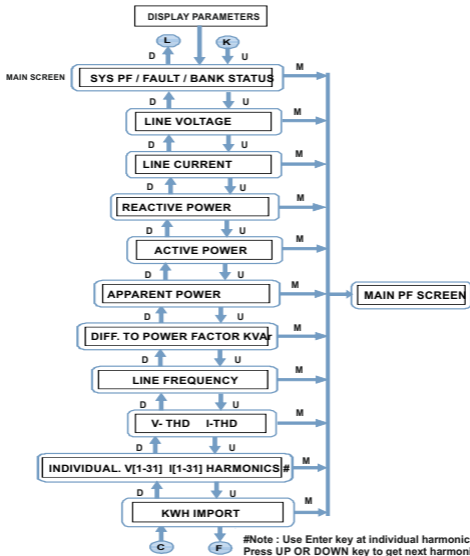 DISPLAY PARAMETERS
D L K U
MAIN SCREEN SYS PF / FAULT / BANK STATUS M
D U
LINE VOLTAGE M
D U
LINE CURRENT M
D U
REACTIVE POWER M
D U
ACTIVE POWER M
D U
APPARENT POWER M MAIN PF SCREEN
D U
DIFF. TO POWER FACTOR KVAr M
D U
LINE FREQUENCY M
D U
V- THD I-THD M
D U
INDIVIDUAL. V[1-31] I[1-31] HARMONICS # M
D U
KWH IMPORT M
C F
#Note : Use Enter key at individual harmonic
Press UP OR DOWN key to get next harmon